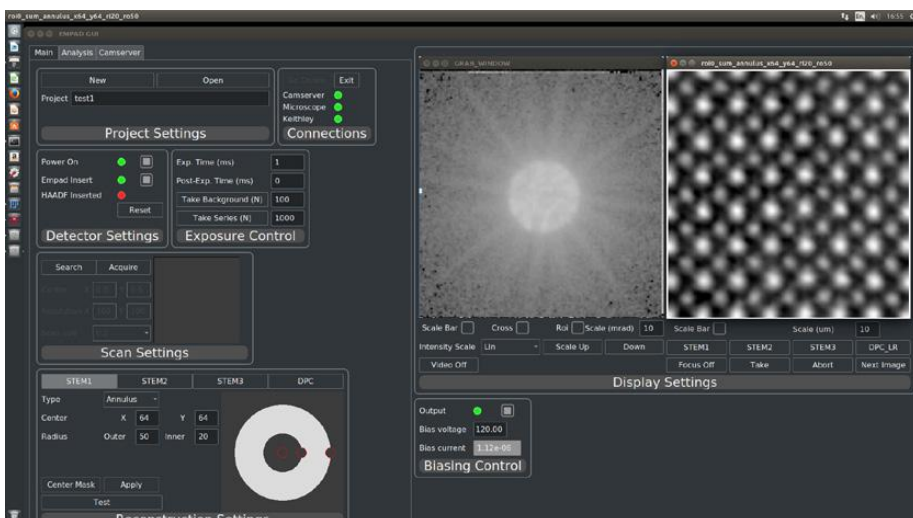 roi0_sum_annulus_x64_y64_ri20_ro50
En
16:55
EMPAD GUI
Main Analysis Camserver
New Open
Project test1
Project Settings
Exit
Camserver
Microscope
Keithley
Connections
Power On
Empad Insert
HAADF Inserted
Reset
Detector Settings
Exp. Time (ms) 1
Post-Exp. Time (ms) 0
Take Background (N) 100
Take Series (N) 1000
Exposure Control
Search Acquire
Scan Settings
STEM1 STEM2 STEM3 DPC
Type Annulus
Center X 64 Y 64
Radius Outer 50 Inner 20
Center Mask Apply
Test
Reconstruction Settings
GRAB_WINDOW
roi0_sum_annulus_x64_y64_ri20_ro50
Scale Bar Cross Roi Scale (mrad) 10 Scale Bar Scale (um) 10
Intensity Scale Lin Scale Up Down STEM1 STEM2 STEM3 DPC_LR
Video Off Focus Off Take Abort Next Image
Display Settings
Output
Bias voltage 120.00
Bias current
Biasing Control